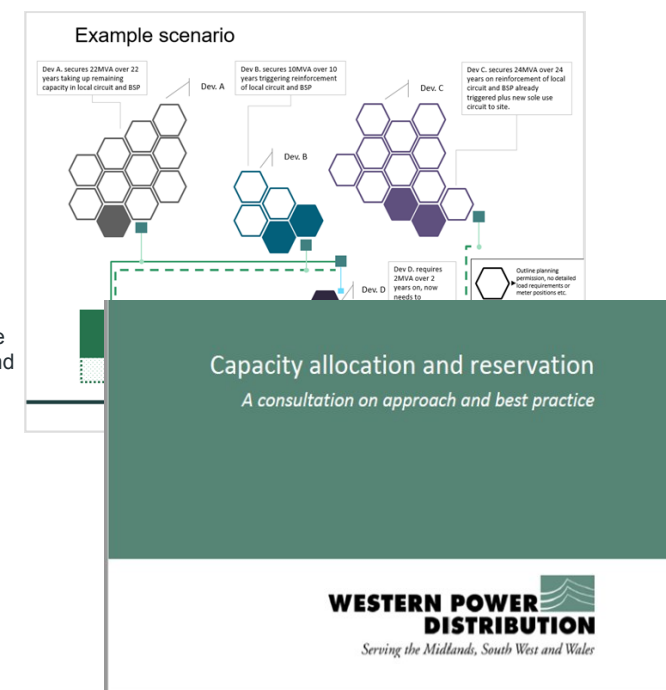 Example scenario
Dev A. secures 22MVA over 22
years taking up remaining
capacity in local circuit and BSP
Dev. A
Dev B. secures 10MVA over 10
years triggering reinforcement
of local circuit and BSP
Dev. B
Dev. C
Dev C. secures 24MVA over 24
years on reinforcement of local
circuit and BSP already
triggered plus new sole use
circuit to site.
Dev. D
Dev D. requires
2MVA over 2
years on, now
needs to
Outline planning
permission, no detailed
load requirements or
meter positions etc.
Capacity allocation and reservation
A consultation on approach and best practice
WESTERN POWER
DISTRIBUTION
Serving the Midlands, South West and Wales